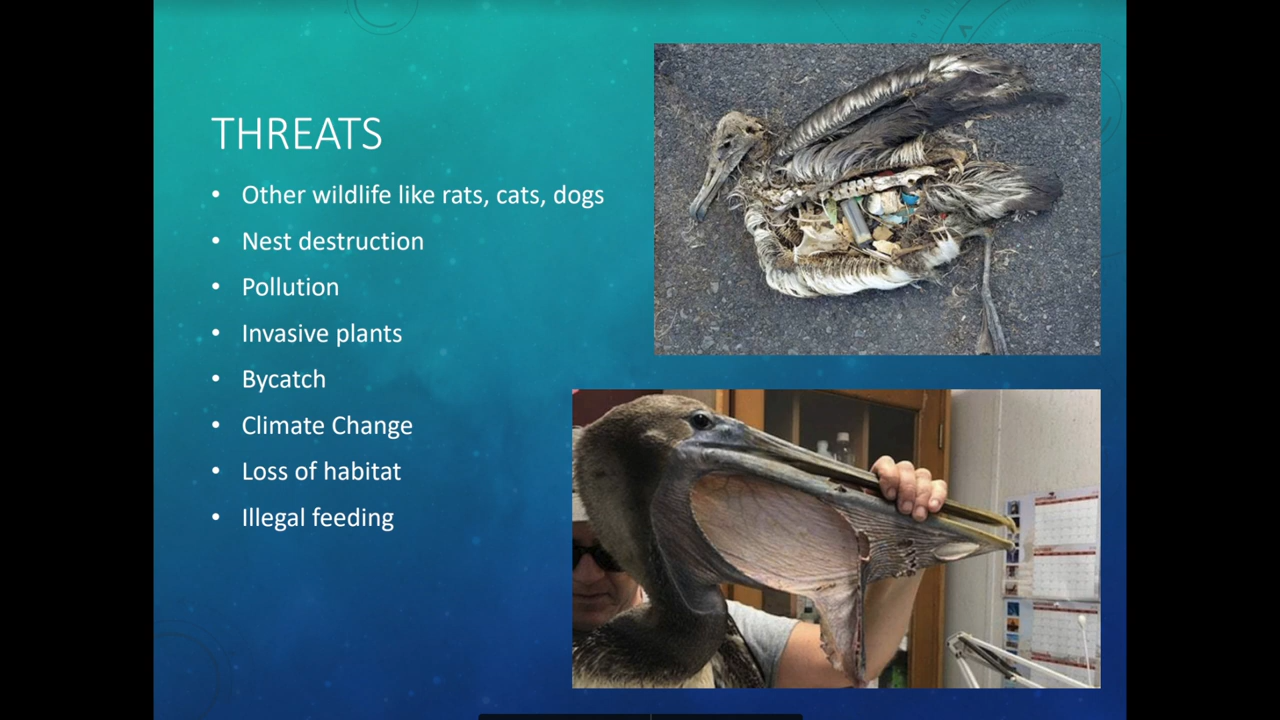 THREATS
• Other wildlife like rats, cats, dogs
• Nest destruction
• Pollution
• Invasive plants
• Bycatch
• Climate Change
• Loss of habitat
• Illegal feeding